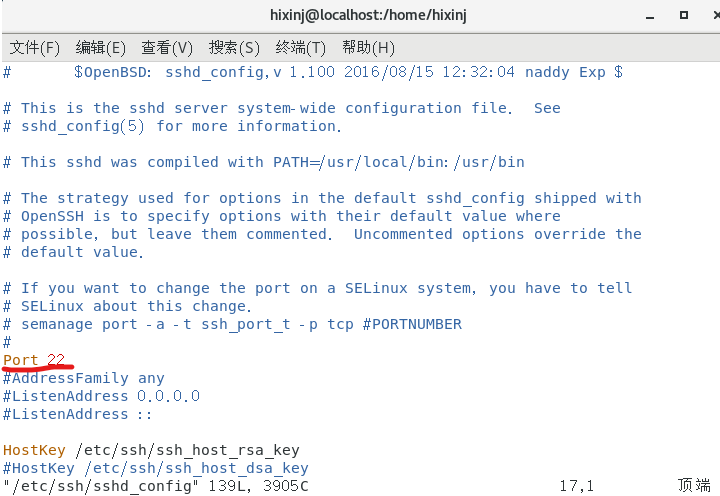 hixinj@localhost:/home/hixinj
文件(F) 编辑(E) 查看(V) 搜索(S) 终端(T) 帮助(H)
# $OpenBSD: sshd_config,v 1.100 2016/08/15 12:32:04 naddy Exp $
# This is the sshd server system-wide configuration file. See
# sshd_config(5) for more information.
# This sshd was compiled with PATH=/usr/local/bin:/usr/bin
# The strategy used for options in the default sshd_config shipped with
# OpenSSH is to specify options with their default value where
# possible, but leave them commented. Uncommented options override the
# default value.
# If you want to change the port on a SELinux system, you have to tell
# SELinux about this change.
# semanage port -a -t ssh_port_t -p tcp #PORTNUMBER
#
Port 22
#AddressFamily any
#ListenAddress 0.0.0.0
#ListenAddress ::
HostKey /etc/ssh/ssh_host_rsa_key
#HostKey /etc/ssh/ssh_host_dsa_key
"/etc/ssh/sshd_config" 139L, 3905C 17,1 顶端